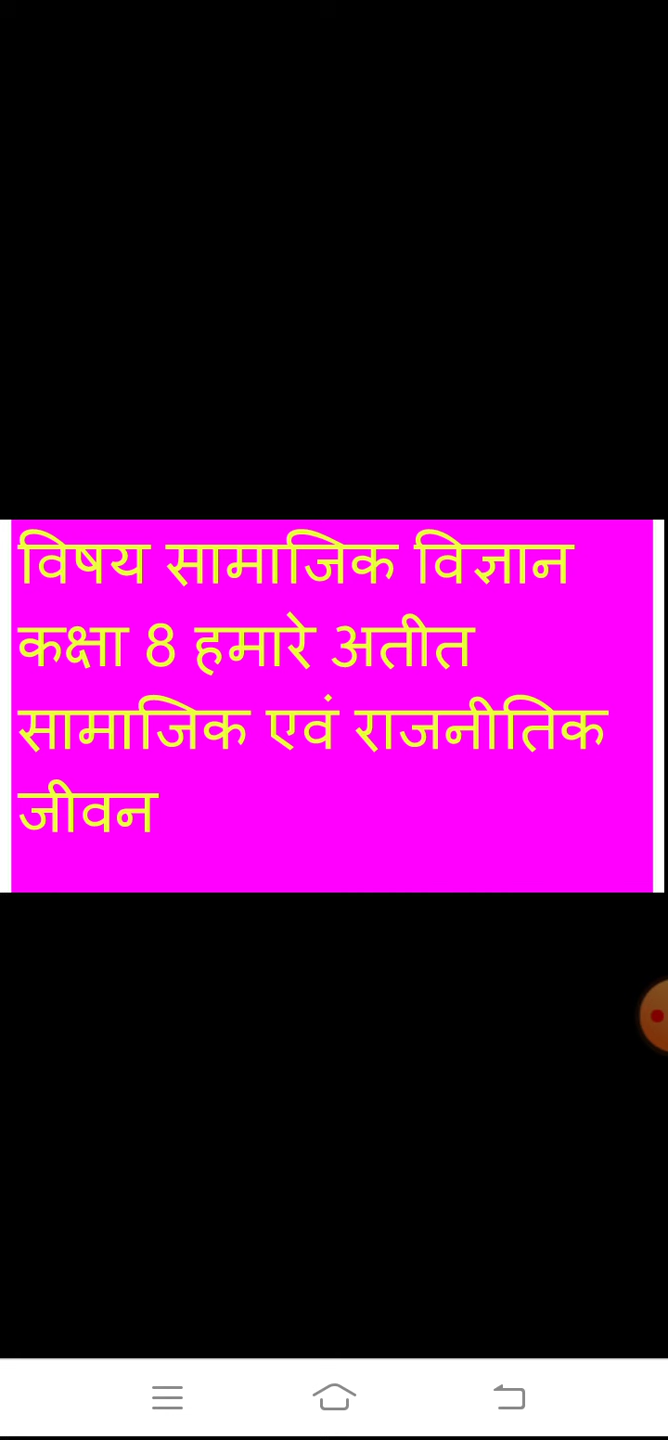 विषय सामाजिक विज्ञान
कक्षा 8 हमारे अतीत
सामाजिक एवं राजनीतिक
जीवन